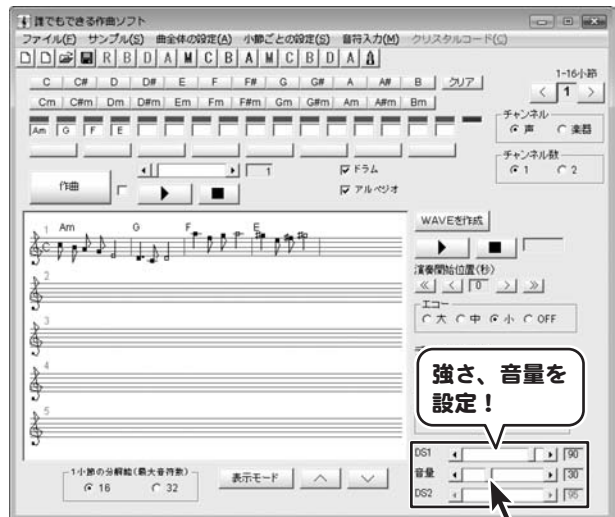 誰でもできる作曲ソフト
ファイル(F) サンプル(S) 曲全体の設定(A) 小節ごとの設定(S) 音符入力(M) クリスタルコード(C)
R B D A M C B A M C B D A A
C C# D D# E F F# G G# A A# B クリア
1-16小節
< 1 >
Cm C#m Dm D#m Em Fm F#m Gm G#m Am A#m Bm
Am G F E
チャンネル
声 楽器
チャンネル数
1 2
作曲
1
ドラム
アルペジオ
WAVEを作成
演奏開始位置(秒)
≪ < 0 > ≫
エコー
大 中 小 OFF
1 Am G F E
2
3
4
5
強さ、音量を
設定！
DS1 90
音量 30
DS2 95
1小節の分解能(最大音符数)
16 32
表示モード